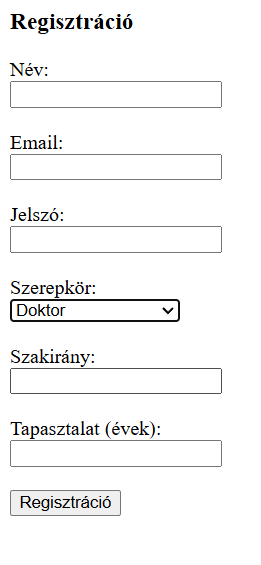 Regisztráció
Név:
Email:
Jelszó:
Szerepkör:
Doktor
Szakirány:
Tapasztalat (évek):
Regisztráció